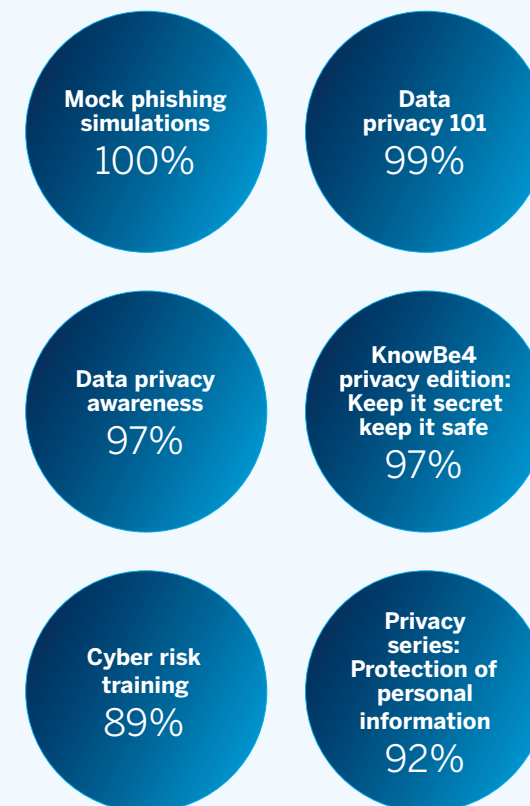 Mock phishing
simulations
100%
Data
privacy 101
99%
Data privacy
awareness
97%
KnowBe4
privacy edition:
Keep it secret
keep it safe
97%
Cyber risk
training
89%
Privacy
series:
Protection of
personal
information
92%